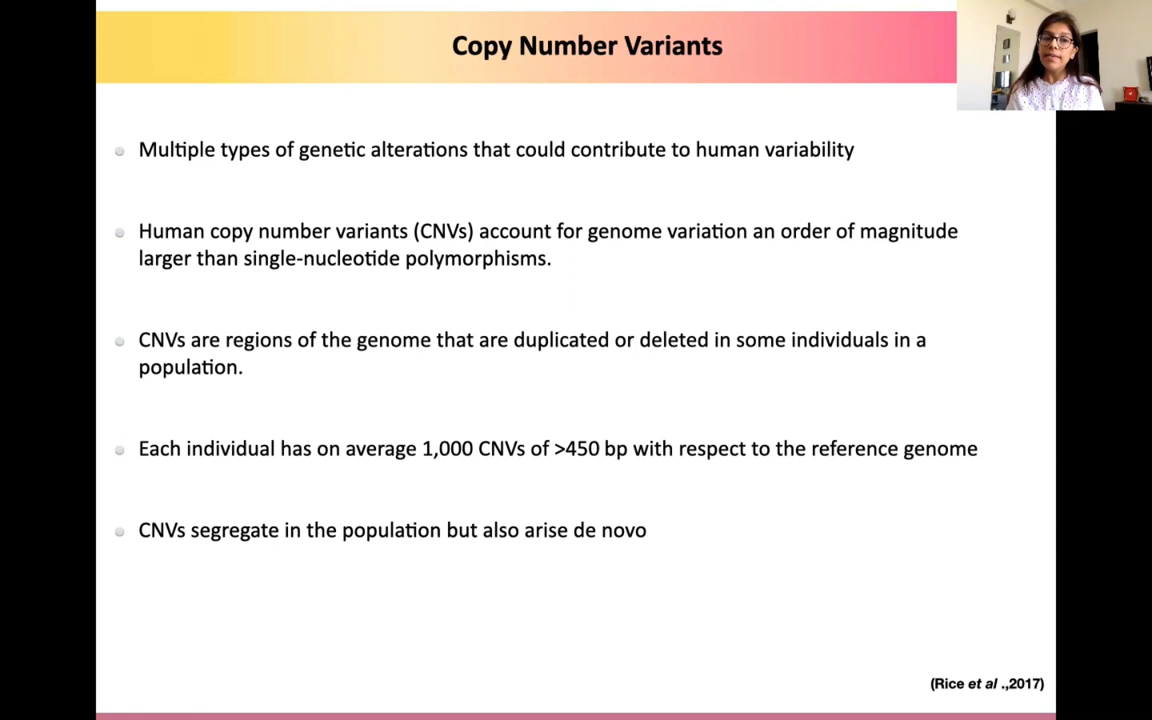 Copy Number Variants
Multiple types of genetic alterations that could contribute to human variability
Human copy number variants (CNVs) account for genome variation an order of magnitude
larger than single-nucleotide polymorphisms.
CNVs are regions of the genome that are duplicated or deleted in some individuals in a
population.
Each individual has on average 1,000 CNVs of >450 bp with respect to the reference genome
CNVs segregate in the population but also arise de novo
(Rice et al .,2017)